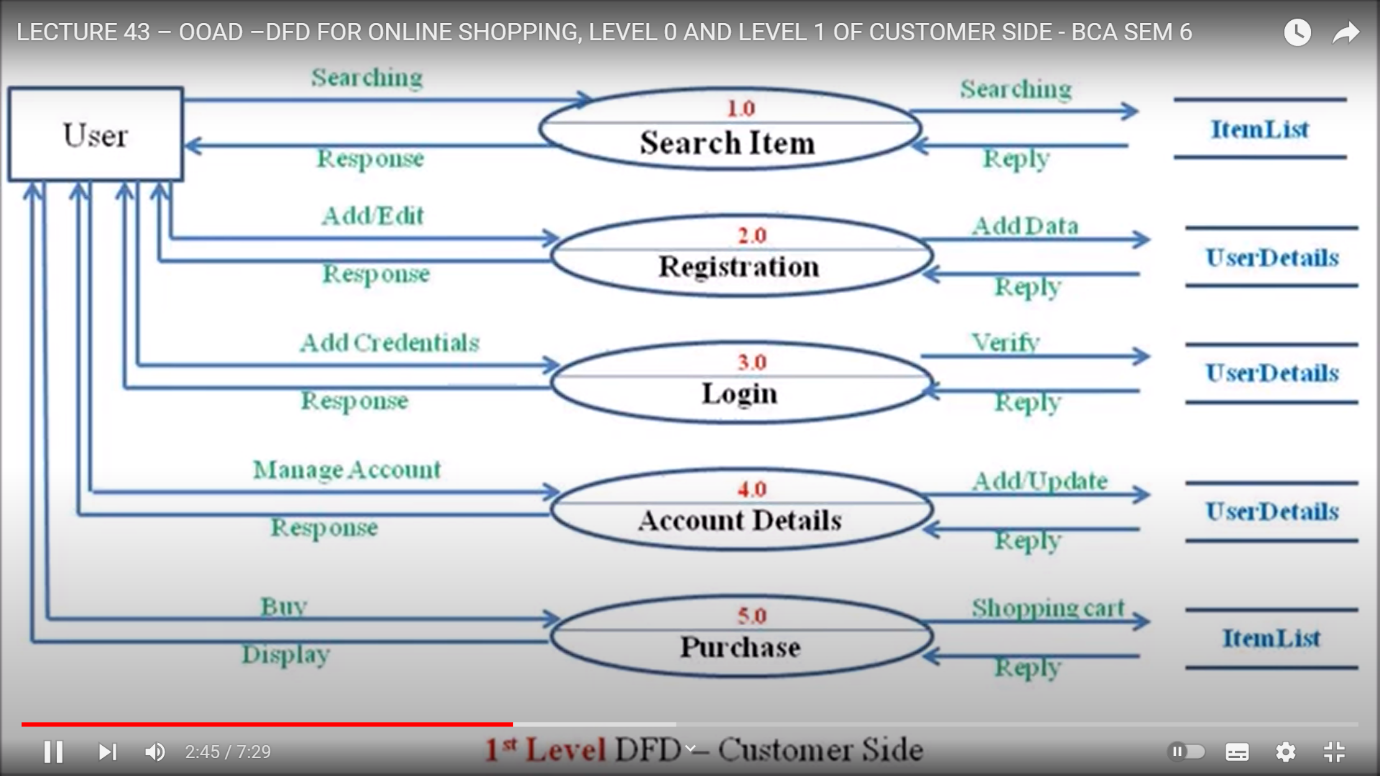 LECTURE 43 – OOAD –DFD FOR ONLINE SHOPPING, LEVEL 0 AND LEVEL 1 OF CUSTOMER SIDE - BCA SEM 6
User
Searching
Response
1.0
Search Item
Searching
Reply
ItemList
Add/Edit
Response
2.0
Registration
Add Data
Reply
UserDetails
Add Credentials
Response
3.0
Login
Verify
Reply
UserDetails
Manage Account
Response
4.0
Account Details
Add/Update
Reply
UserDetails
Buy
Display
5.0
Purchase
Shopping cart
Reply
ItemList
2:45 / 7:29
1st Level DFD – Customer Side